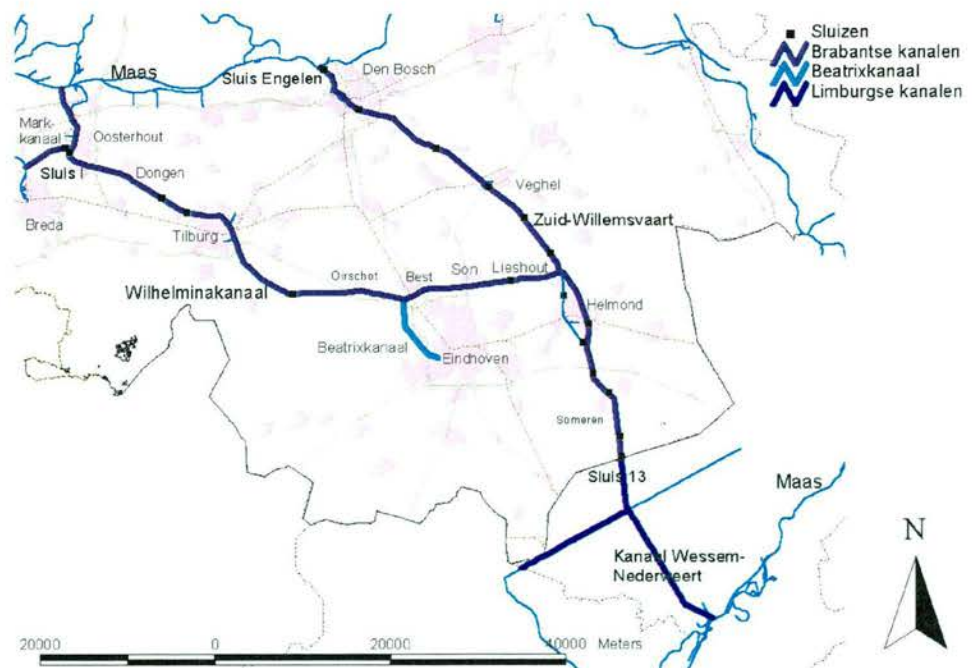 Sluizen
Brabantse kanalen
Beatrixkanaal
Limburgse kanalen
Maas
Sluis Engelen
Den Bosch
Mark-
kanaal
Oosterhout
Sluis I
Dongen
Veghel
Breda
Tilburg
Zuid-Willemsvaart
Wilhelminakanaal
Oirschot
Best
Son
Lieshout
Helmond
Beatrixkanaal
Eindhoven
Someren
Sluis 13
Maas
Kanaal Wessem-
Nederweert
N
20000 0 20000 40000 Meters